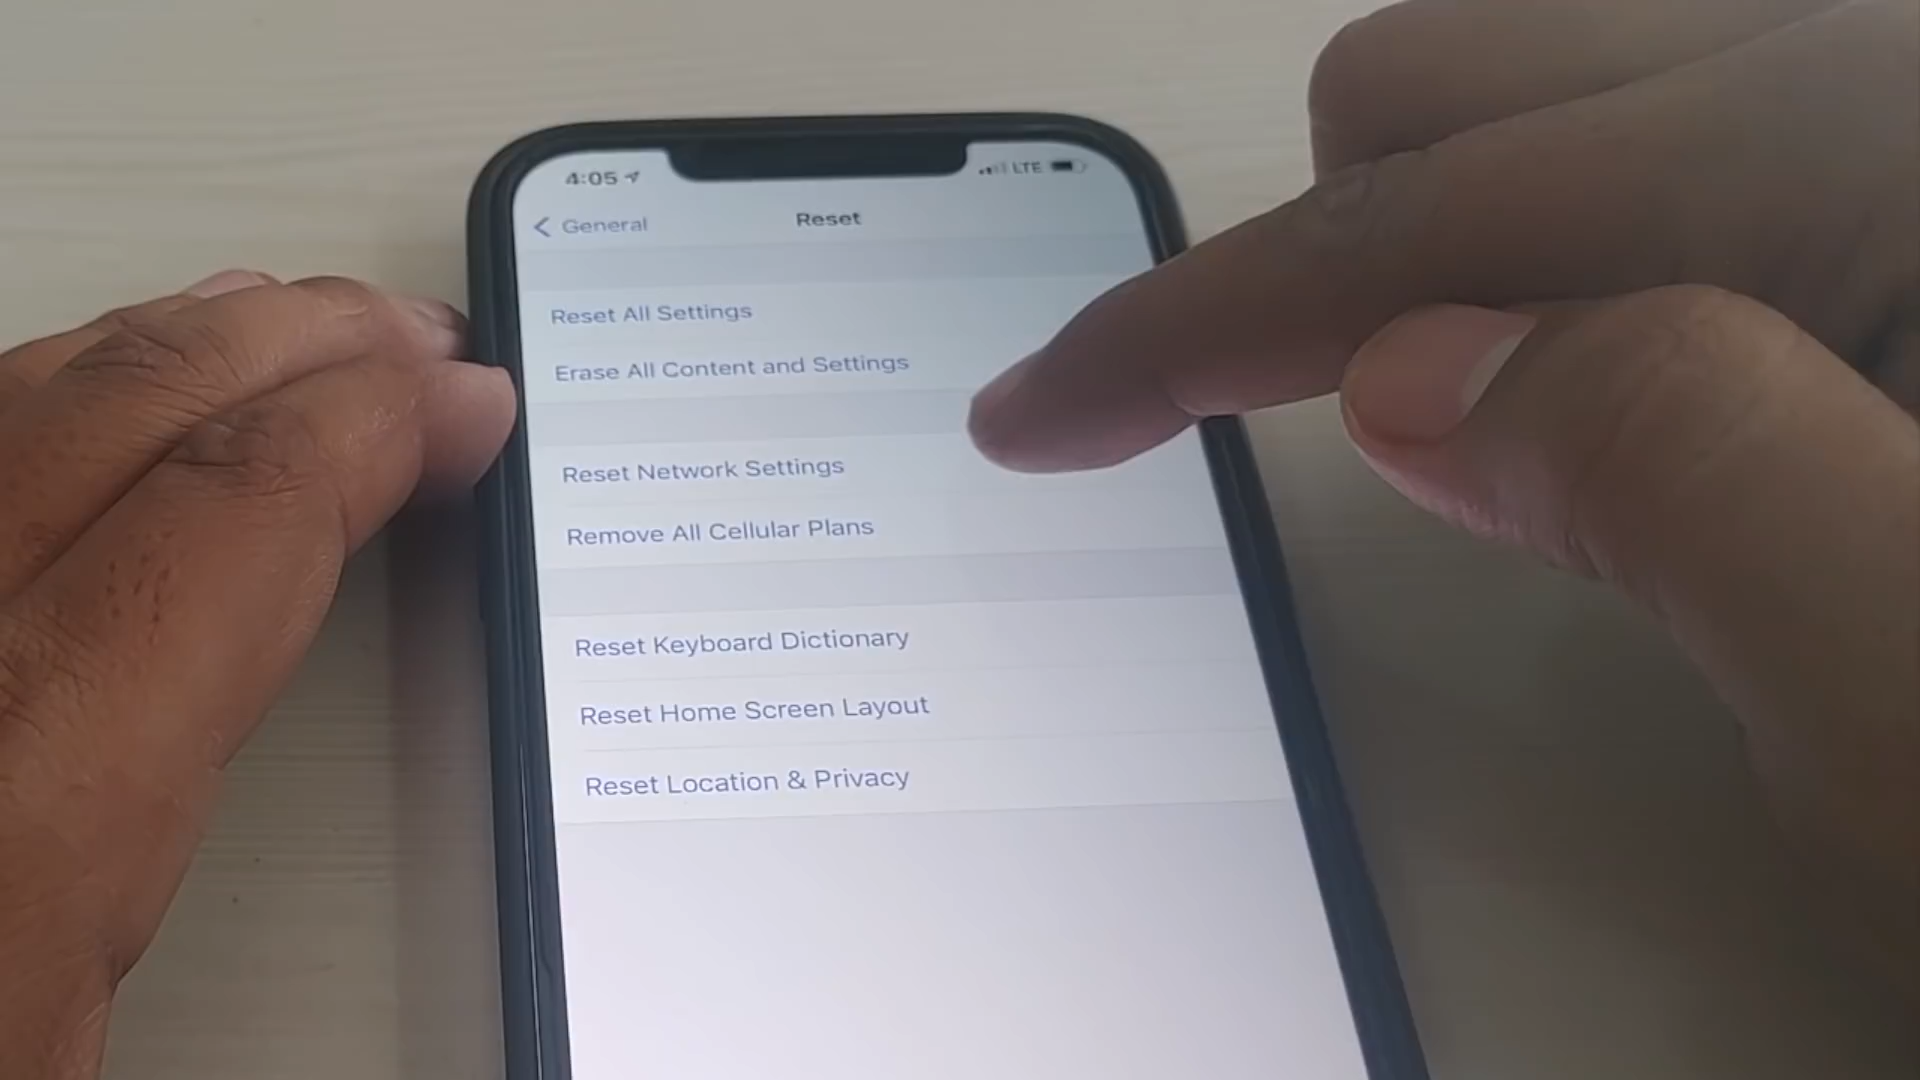 4:05
LTE
General
Reset
Reset All Settings
Erase All Content and Settings
Reset Network Settings
Remove All Cellular Plans
Reset Keyboard Dictionary
Reset Home Screen Layout
Reset Location & Privacy